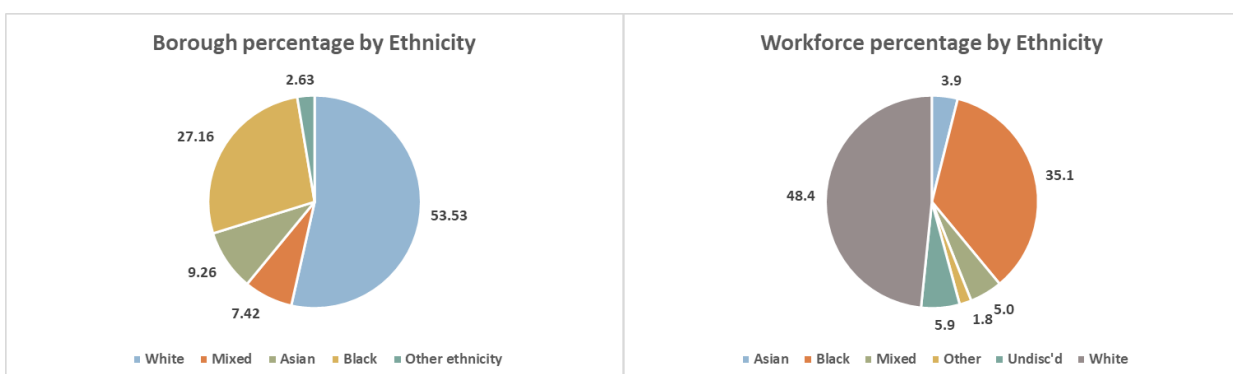 Borough percentage by Ethnicity
2.63
27.16
53.53
9.26
7.42
White Mixed Asian Black Other ethnicity
Workforce percentage by Ethnicity
3.9
35.1
48.4
5.0
1.8
5.9
Asian Black Mixed Other Undisc'd White